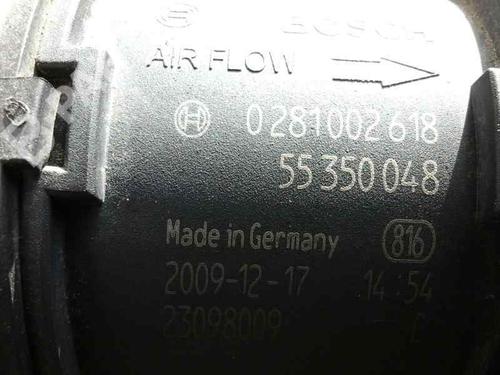 BOSCH
AIR FLOW
0 281 002 618
55 350 048
Made in Germany
816
2009-12-17 14:54
23098009